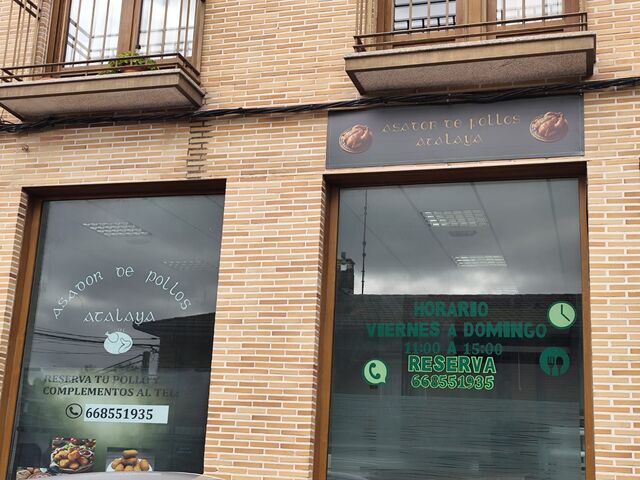 ASADOR DE POLLOS
ATALAYA
ASADOR DE POLLOS
ATALAYA
RESERVA TU POLLO Y
COMPLEMENTOS AL TEL:
668551935
HORARIO
VIERNES A DOMINGO
11:00 A 15:00
RESERVA
668551935